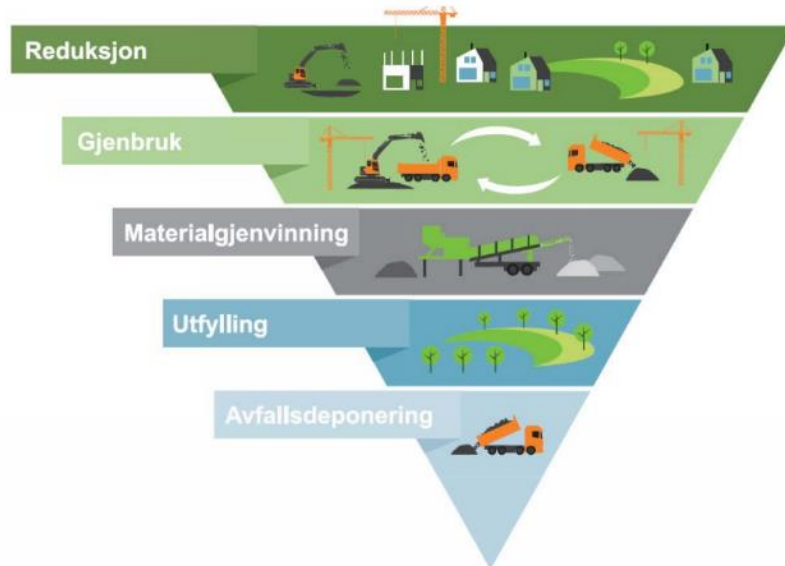 Reduksjon
Gjenbruk
Materialgjenvinning
Utfylling
Avfallsdeponering